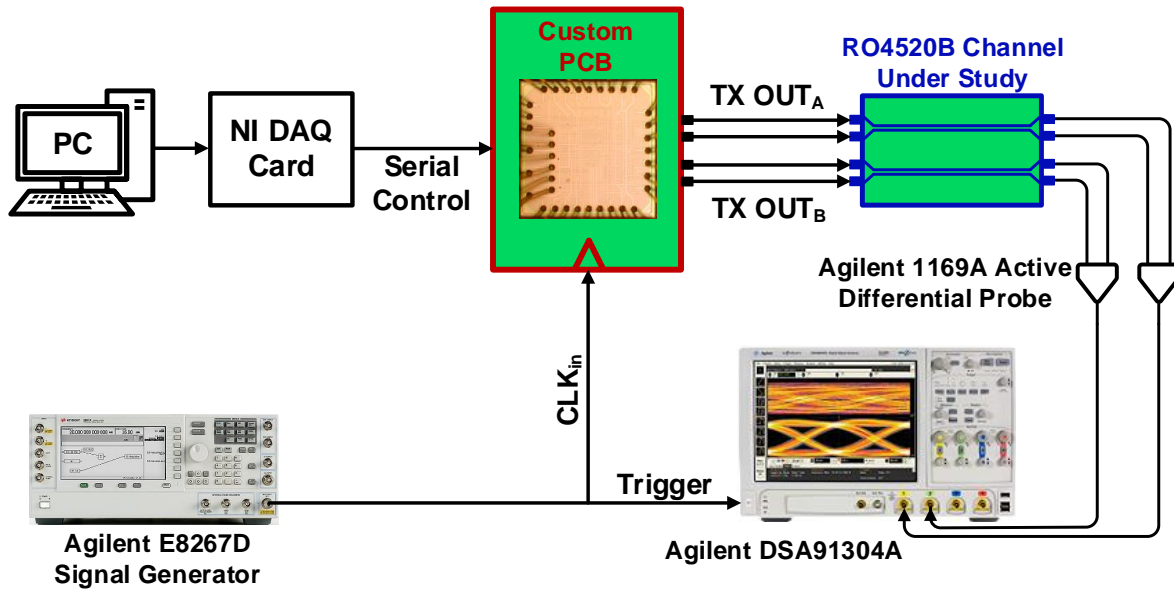 Custom
PCB
RO4520B Channel
Under Study
TX OUTA
PC
NI DAQ
Card
Serial
Control
TX OUTB
Agilent 1169A Active
Differential Probe
CLKin
Trigger
Agilent E8267D
Signal Generator
Agilent DSA91304A